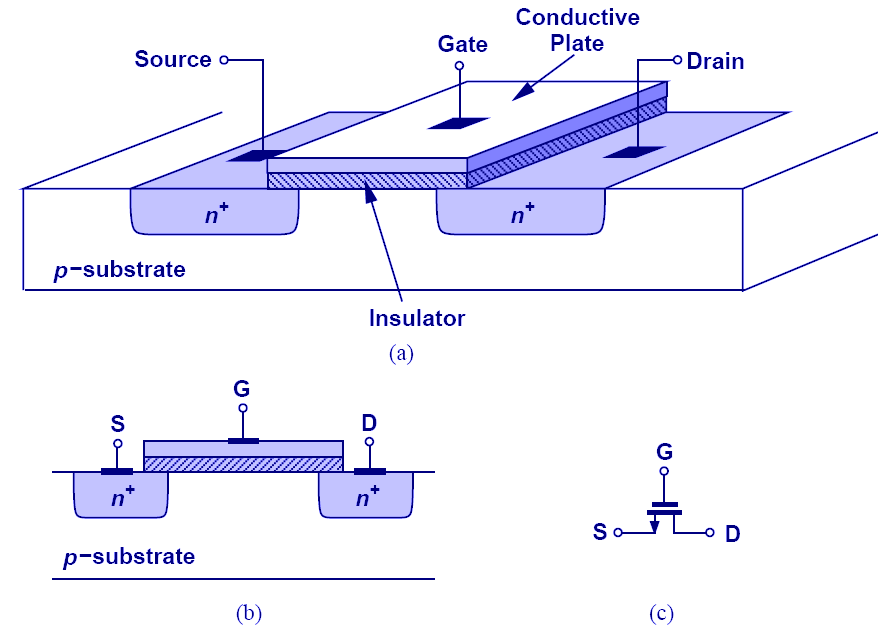 Conductive
Plate
Gate
Source
Drain
n+
n+
p−substrate
Insulator
(a)
G
S
D
n+
n+
p−substrate
(b)
G
S
D
(c)